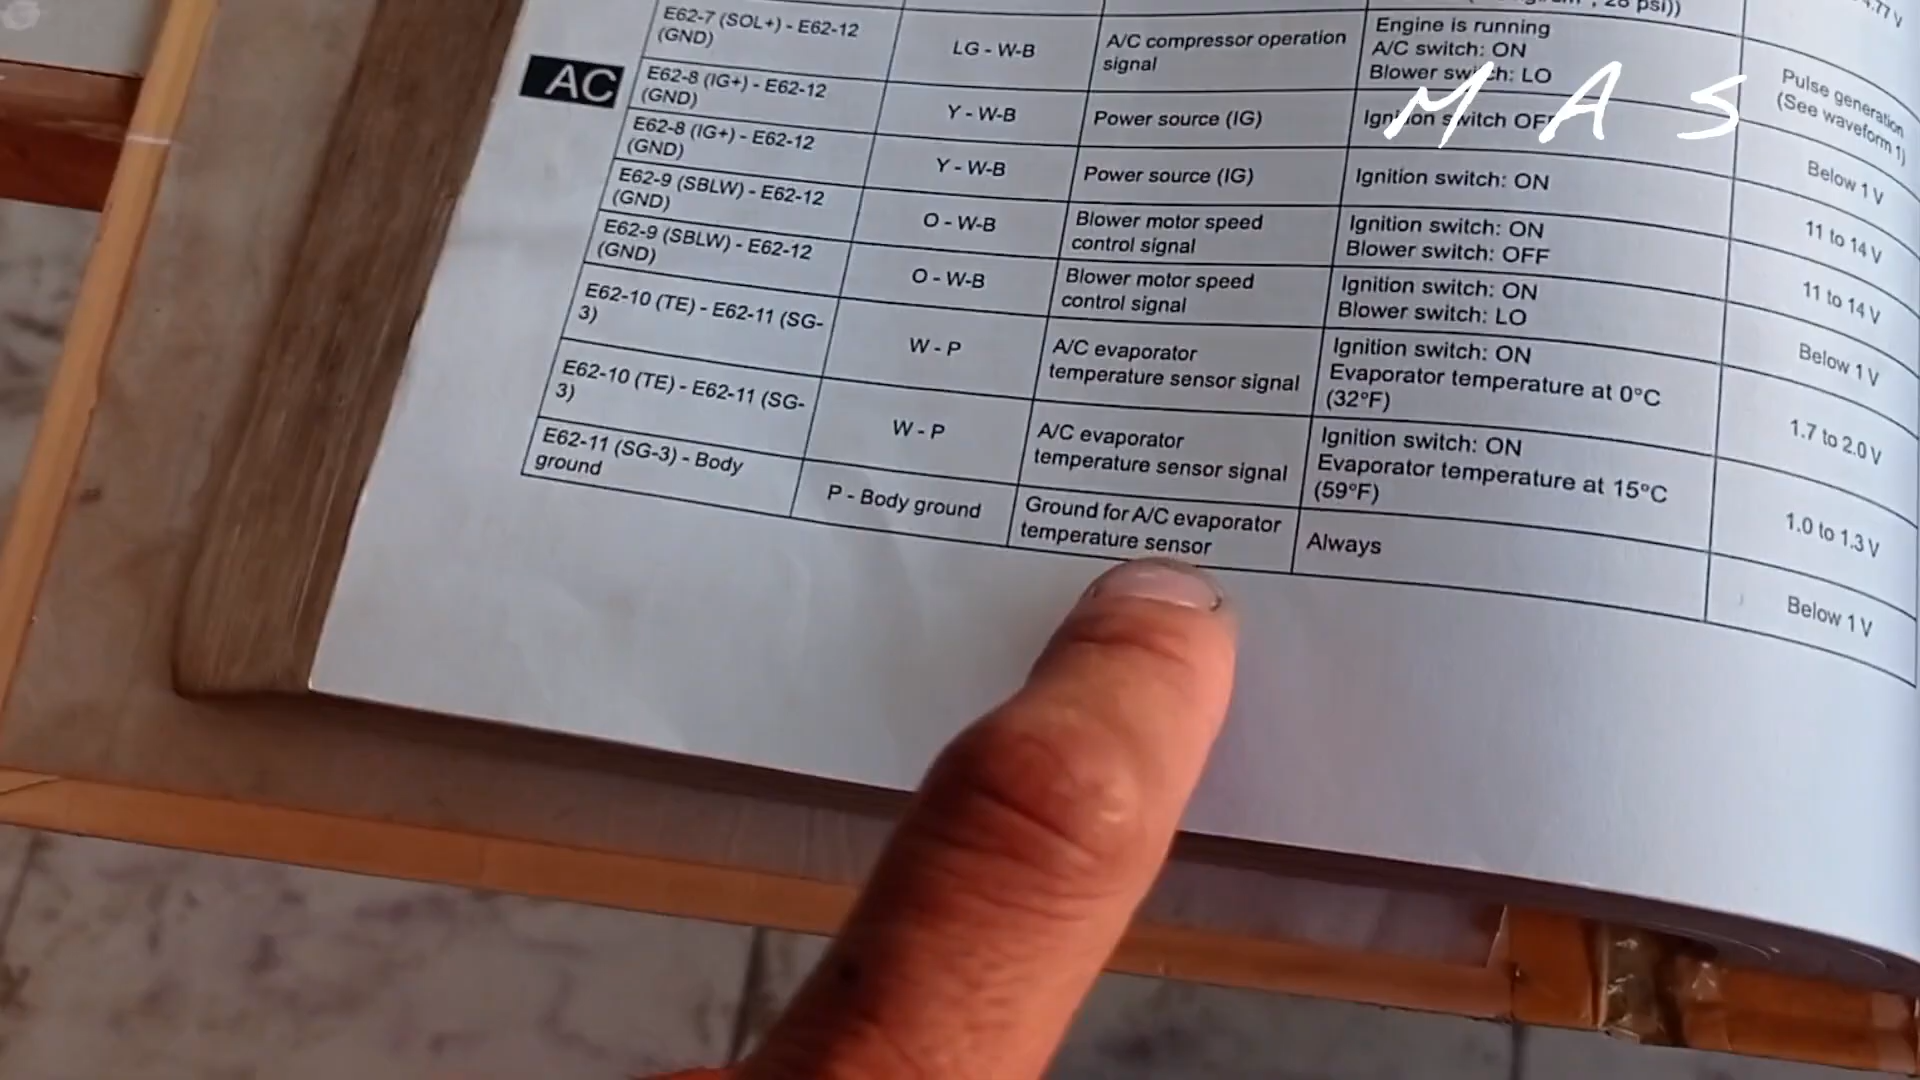 28 psi))
4.77 V
E62-7 (SOL+) - E62-12
(GND)
LG - W-B
A/C compressor operation
signal
Engine is running
A/C switch: ON
Blower switch: LO
Pulse generation
(See waveform 1)
AC
E62-8 (IG+) - E62-12
(GND)
Y - W-B
Power source (IG)
Ignition switch OFF
Below 1 V
M A S
E62-8 (IG+) - E62-12
(GND)
Y - W-B
Power source (IG)
Ignition switch: ON
11 to 14 V
E62-9 (SBLW) - E62-12
(GND)
O - W-B
Blower motor speed
control signal
Ignition switch: ON
Blower switch: OFF
11 to 14 V
E62-9 (SBLW) - E62-12
(GND)
O - W-B
Blower motor speed
control signal
Ignition switch: ON
Blower switch: LO
Below 1 V
E62-10 (TE) - E62-11 (SG-
3)
W - P
A/C evaporator
temperature sensor signal
Ignition switch: ON
Evaporator temperature at 0°C
(32°F)
1.7 to 2.0 V
E62-10 (TE) - E62-11 (SG-
3)
W - P
A/C evaporator
temperature sensor signal
Ignition switch: ON
Evaporator temperature at 15°C
(59°F)
1.0 to 1.3 V
E62-11 (SG-3) - Body
ground
P - Body ground
Ground for A/C evaporator
temperature sensor
Always
Below 1 V